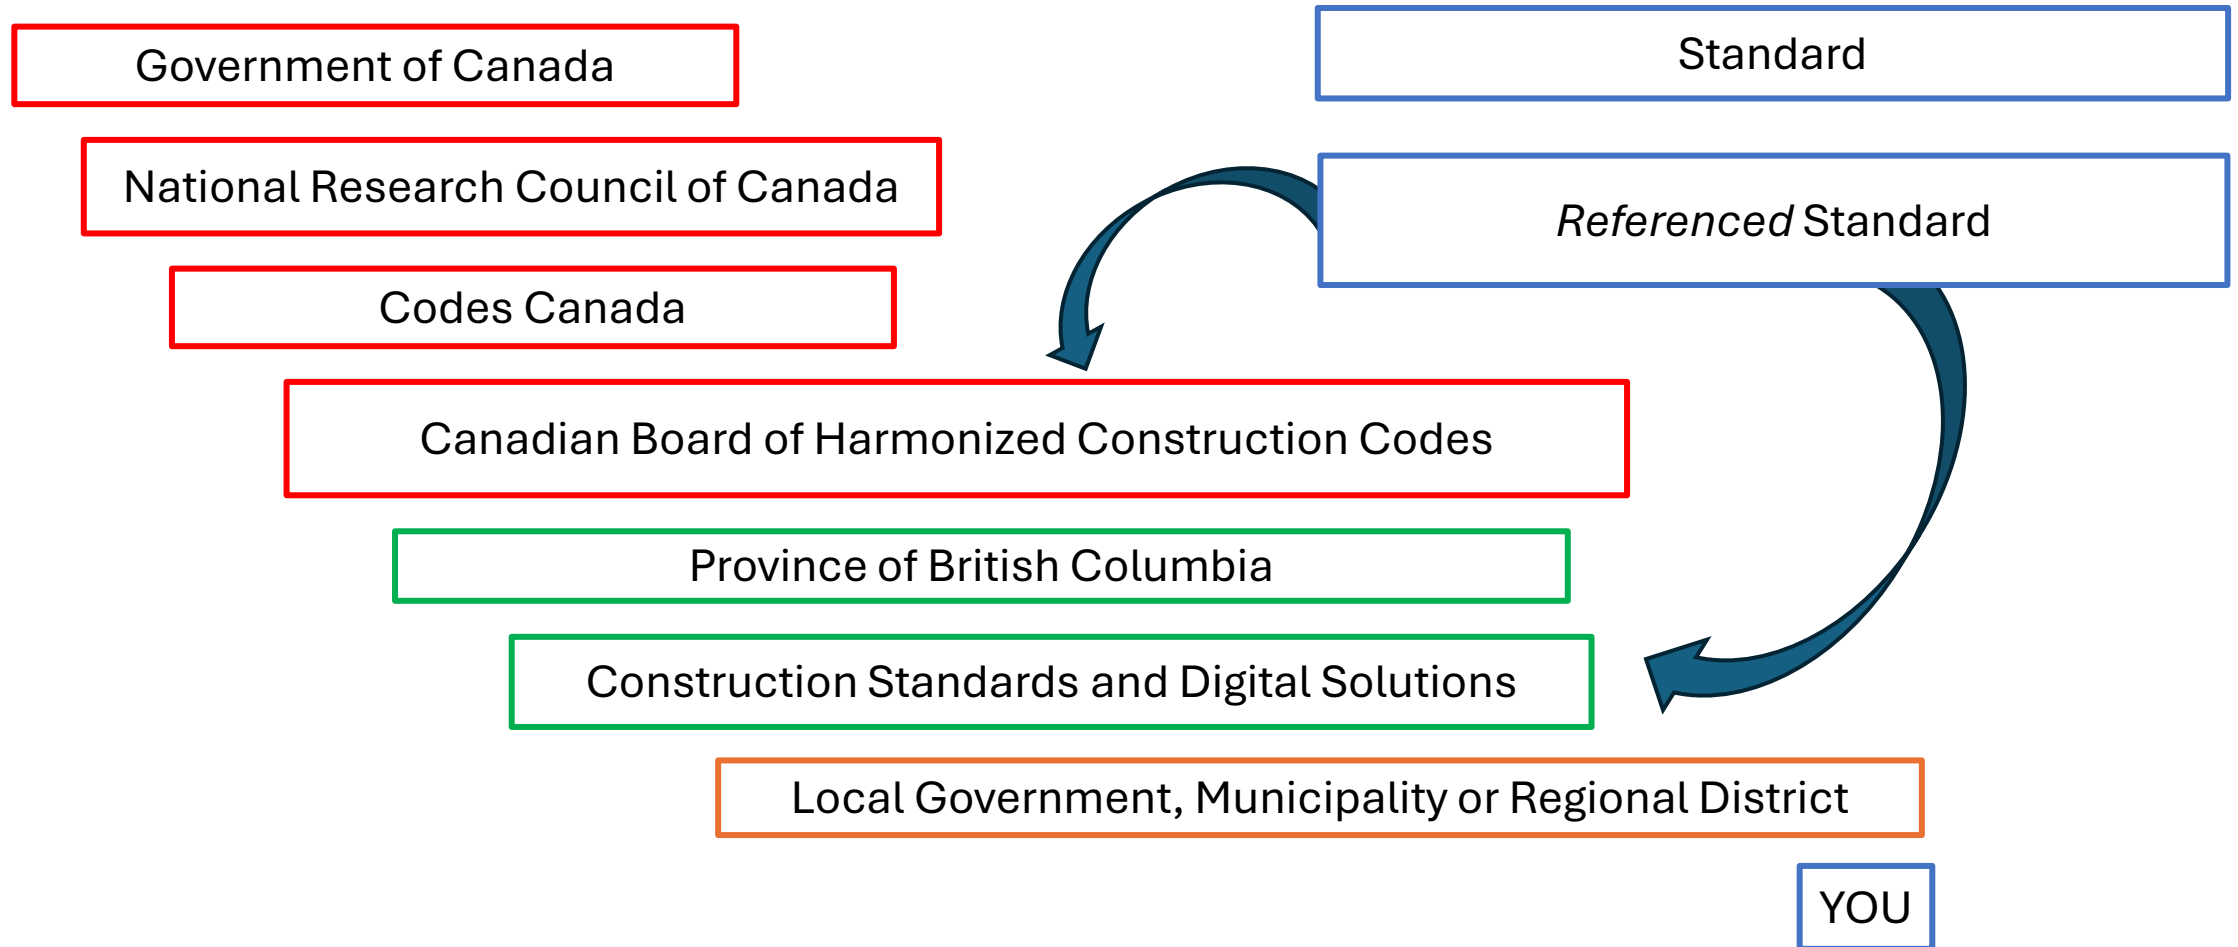 Government of Canada
Standard
National Research Council of Canada
Referenced Standard
Codes Canada
Canadian Board of Harmonized Construction Codes
Province of British Columbia
Construction Standards and Digital Solutions
Local Government, Municipality or Regional District
YOU